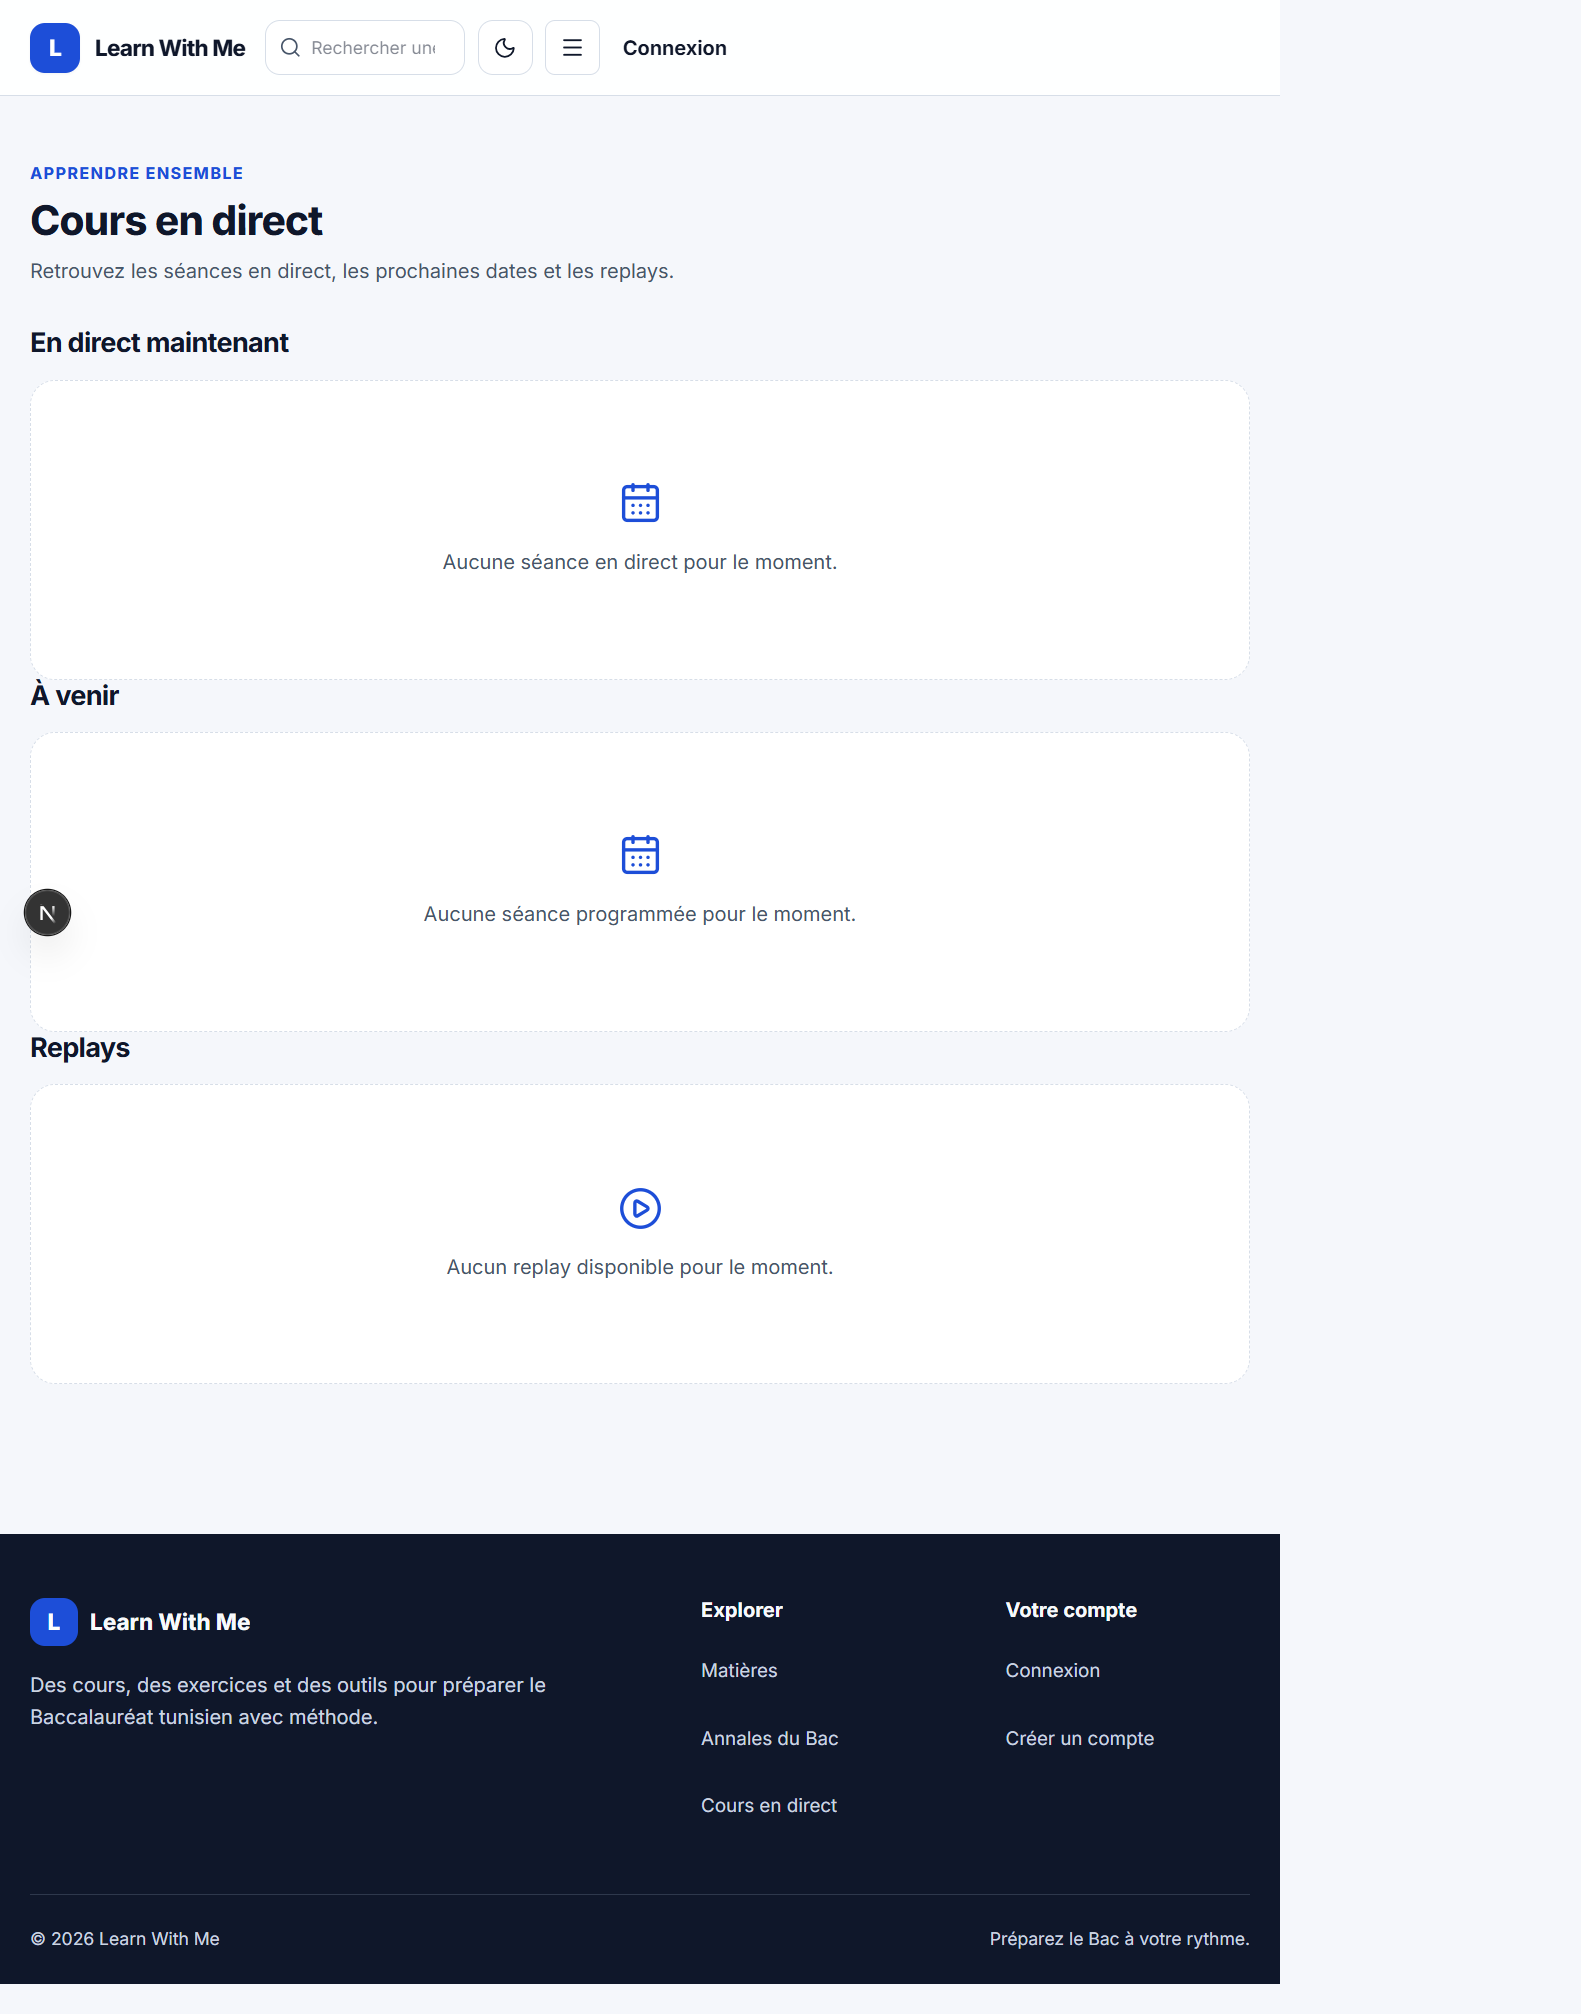 L Learn With Me Rechercher une Connexion
APPRENDRE ENSEMBLE
Cours en direct
Retrouvez les séances en direct, les prochaines dates et les replays.
En direct maintenant
Aucune séance en direct pour le moment.
À venir
Aucune séance programmée pour le moment.
N
Replays
Aucun replay disponible pour le moment.
L Learn With Me
Des cours, des exercices et des outils pour préparer le
Baccalauréat tunisien avec méthode.
Explorer
Matières
Annales du Bac
Cours en direct
Votre compte
Connexion
Créer un compte
© 2026 Learn With Me
Préparez le Bac à votre rythme.